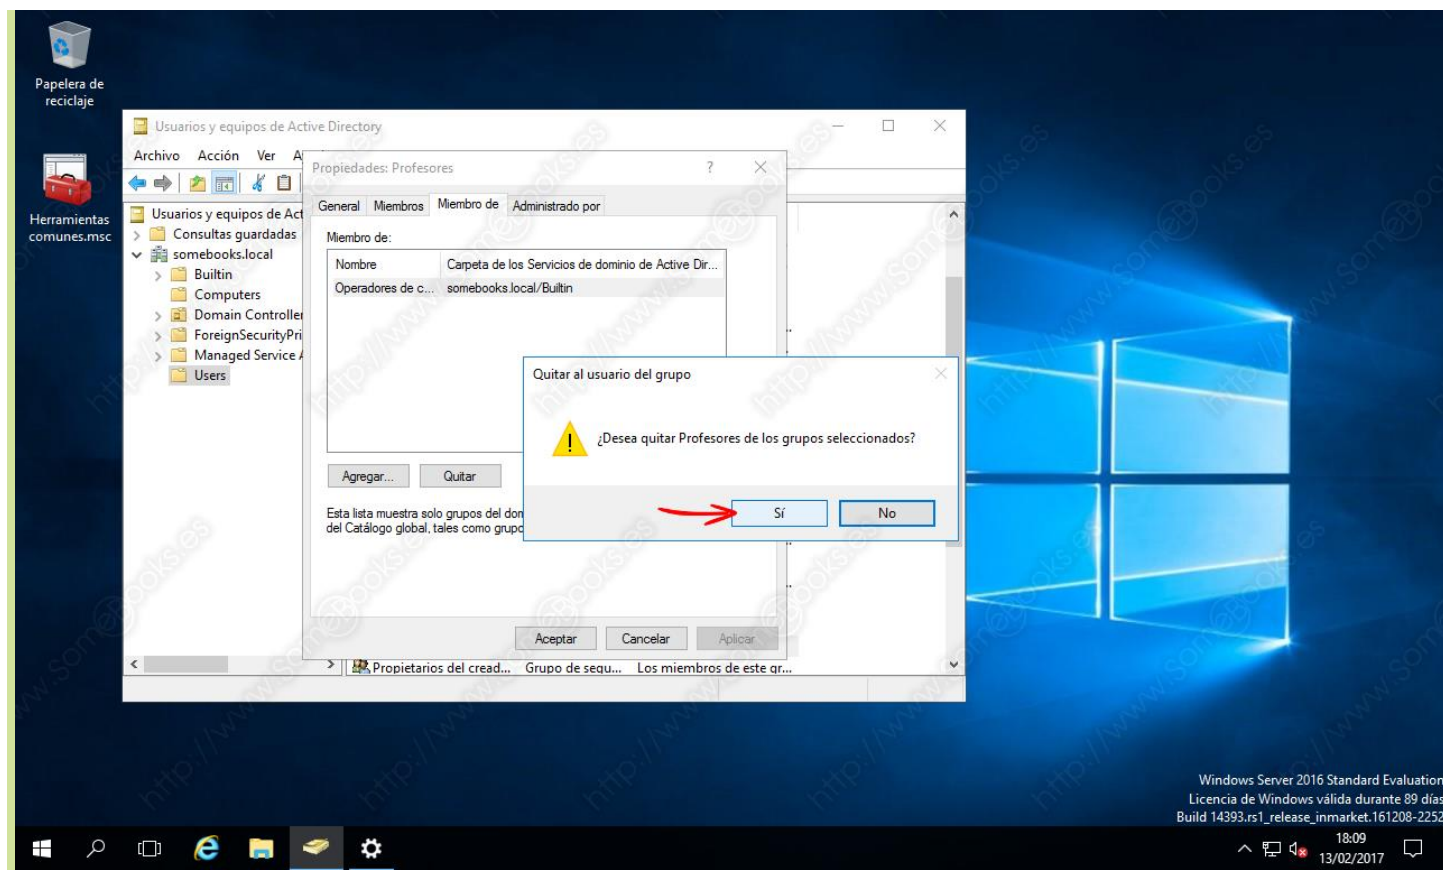 Papelera de
reciclaje
Herramientas
comunes.msc
Usuarios y equipos de Active Directory
Archivo Acción Ver A
Usuarios y equipos de Act
Consultas guardadas
somebooks.local
Builtin
Computers
Domain Controller
ForeignSecurityPri
Managed Service A
Users
Propiedades: Profesores
?
General Miembros Miembro de Administrado por
Miembro de:
Nombre Carpeta de los Servicios de dominio de Active Dir...
Operadores de c... somebooks.local/Builtin
Agregar... Quitar
Esta lista muestra solo grupos del dom
del Catálogo global, tales como grupo
Quitar al usuario del grupo
¿Desea quitar Profesores de los grupos seleccionados?
Sí No
Aceptar Cancelar Aplicar
Propietarios del cread... Grupo de segu... Los miembros de este gr...
Windows Server 2016 Standard Evaluation
Licencia de Windows válida durante 89 días
Build 14393.rs1_release_inmarket.161208-2252
18:09
13/02/2017
http://www.SomeBooks.es